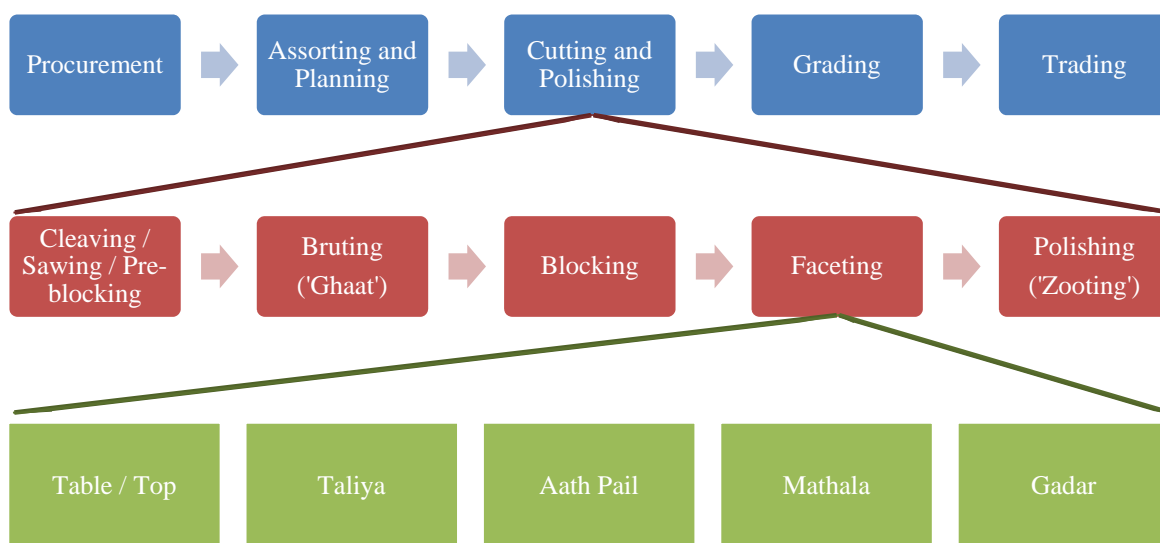 Procurement
Assorting and
Planning
Cutting and
Polishing
Grading
Trading
Cleaving /
Sawing / Pre-
blocking
Bruting
('Ghaat')
Blocking
Faceting
Polishing
('Zooting')
Table / Top
Taliya
Aath Pail
Mathala
Gadar